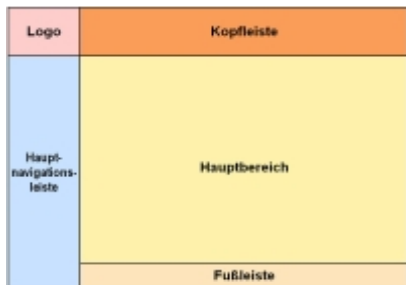 Logo
Kopfleiste
Haupt-
navigations-
leiste
Hauptbereich
Fußleiste